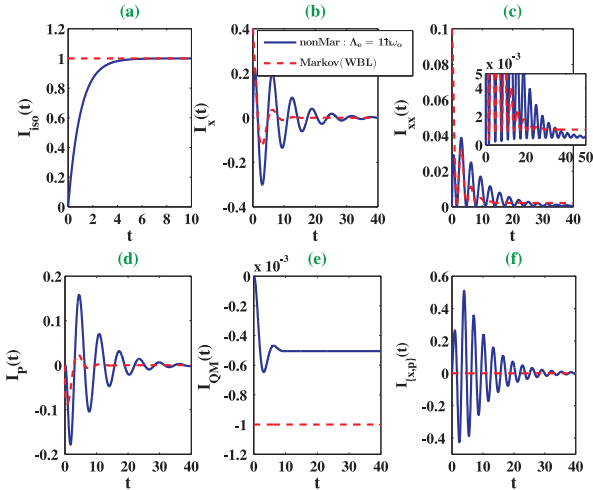 (a)
(b)
(c)
1.2
1
0.8
0.6
0.4
0.2
0
0 2 4 6 8 10
t
I_iso(t)
0.4
0.2
0
-0.2
-0.4
0 10 20 30 40
t
I_x(t)
nonMar : Λ_e = 1ħω_o
Markov(WBL)
0.1
0.08
0.06
0.04
0.02
0
0 10 20 30 40
t
I_xx(t)
x 10^-3
5
4
2
0
0 20 40 50
(d)
(e)
(f)
0.2
0.1
0
-0.1
-0.2
0 10 20 30 40
t
I_P(t)
x 10^-3
0
-0.2
-0.4
-0.6
-0.8
-1
1.2
0 10 20 30 40
t
I_QM(t)
0.6
0.4
0.2
0
-0.2
-0.4
0 10 20 30 40
t
I_{x,p}(t)